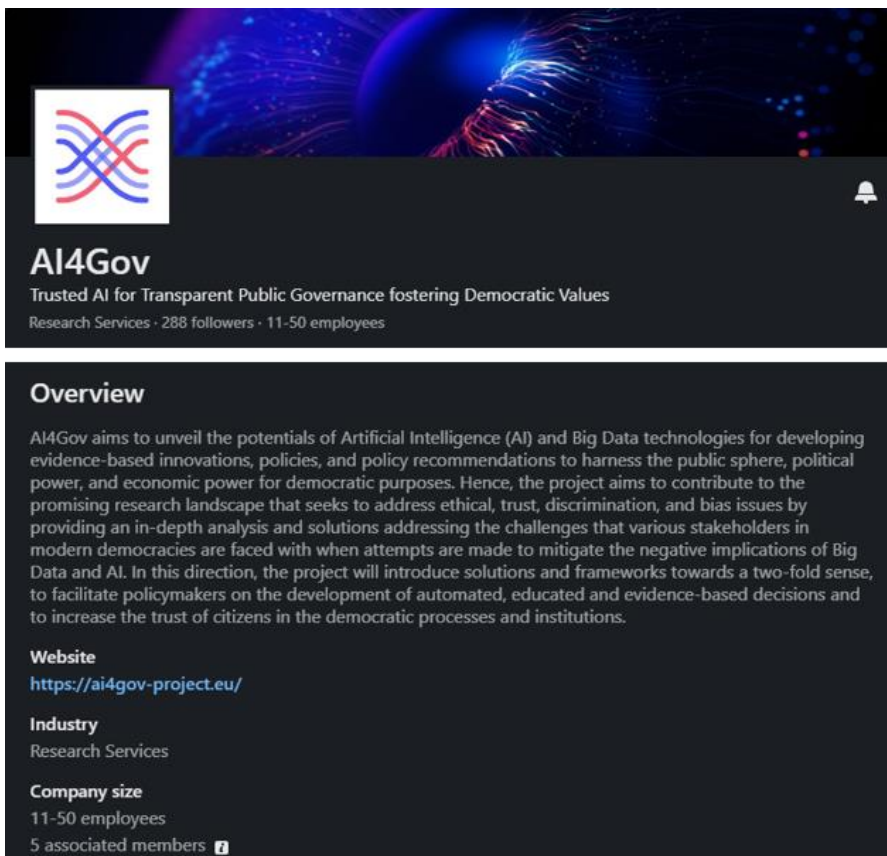 AI4Gov
Trusted AI for Transparent Public Governance fostering Democratic Values
Research Services · 288 followers · 11-50 employees
Overview
AI4Gov aims to unveil the potentials of Artificial Intelligence (AI) and Big Data technologies for developing
evidence-based innovations, policies, and policy recommendations to harness the public sphere, political
power, and economic power for democratic purposes. Hence, the project aims to contribute to the
promising research landscape that seeks to address ethical, trust, discrimination, and bias issues by
providing an in-depth analysis and solutions addressing the challenges that various stakeholders in
modern democracies are faced with when attempts are made to mitigate the negative implications of Big
Data and AI. In this direction, the project will introduce solutions and frameworks towards a two-fold sense,
to facilitate policymakers on the development of automated, educated and evidence-based decisions and
to increase the trust of citizens in the democratic processes and institutions.
Website
https://ai4gov-project.eu/
Industry
Research Services
Company size
11-50 employees
5 associated members